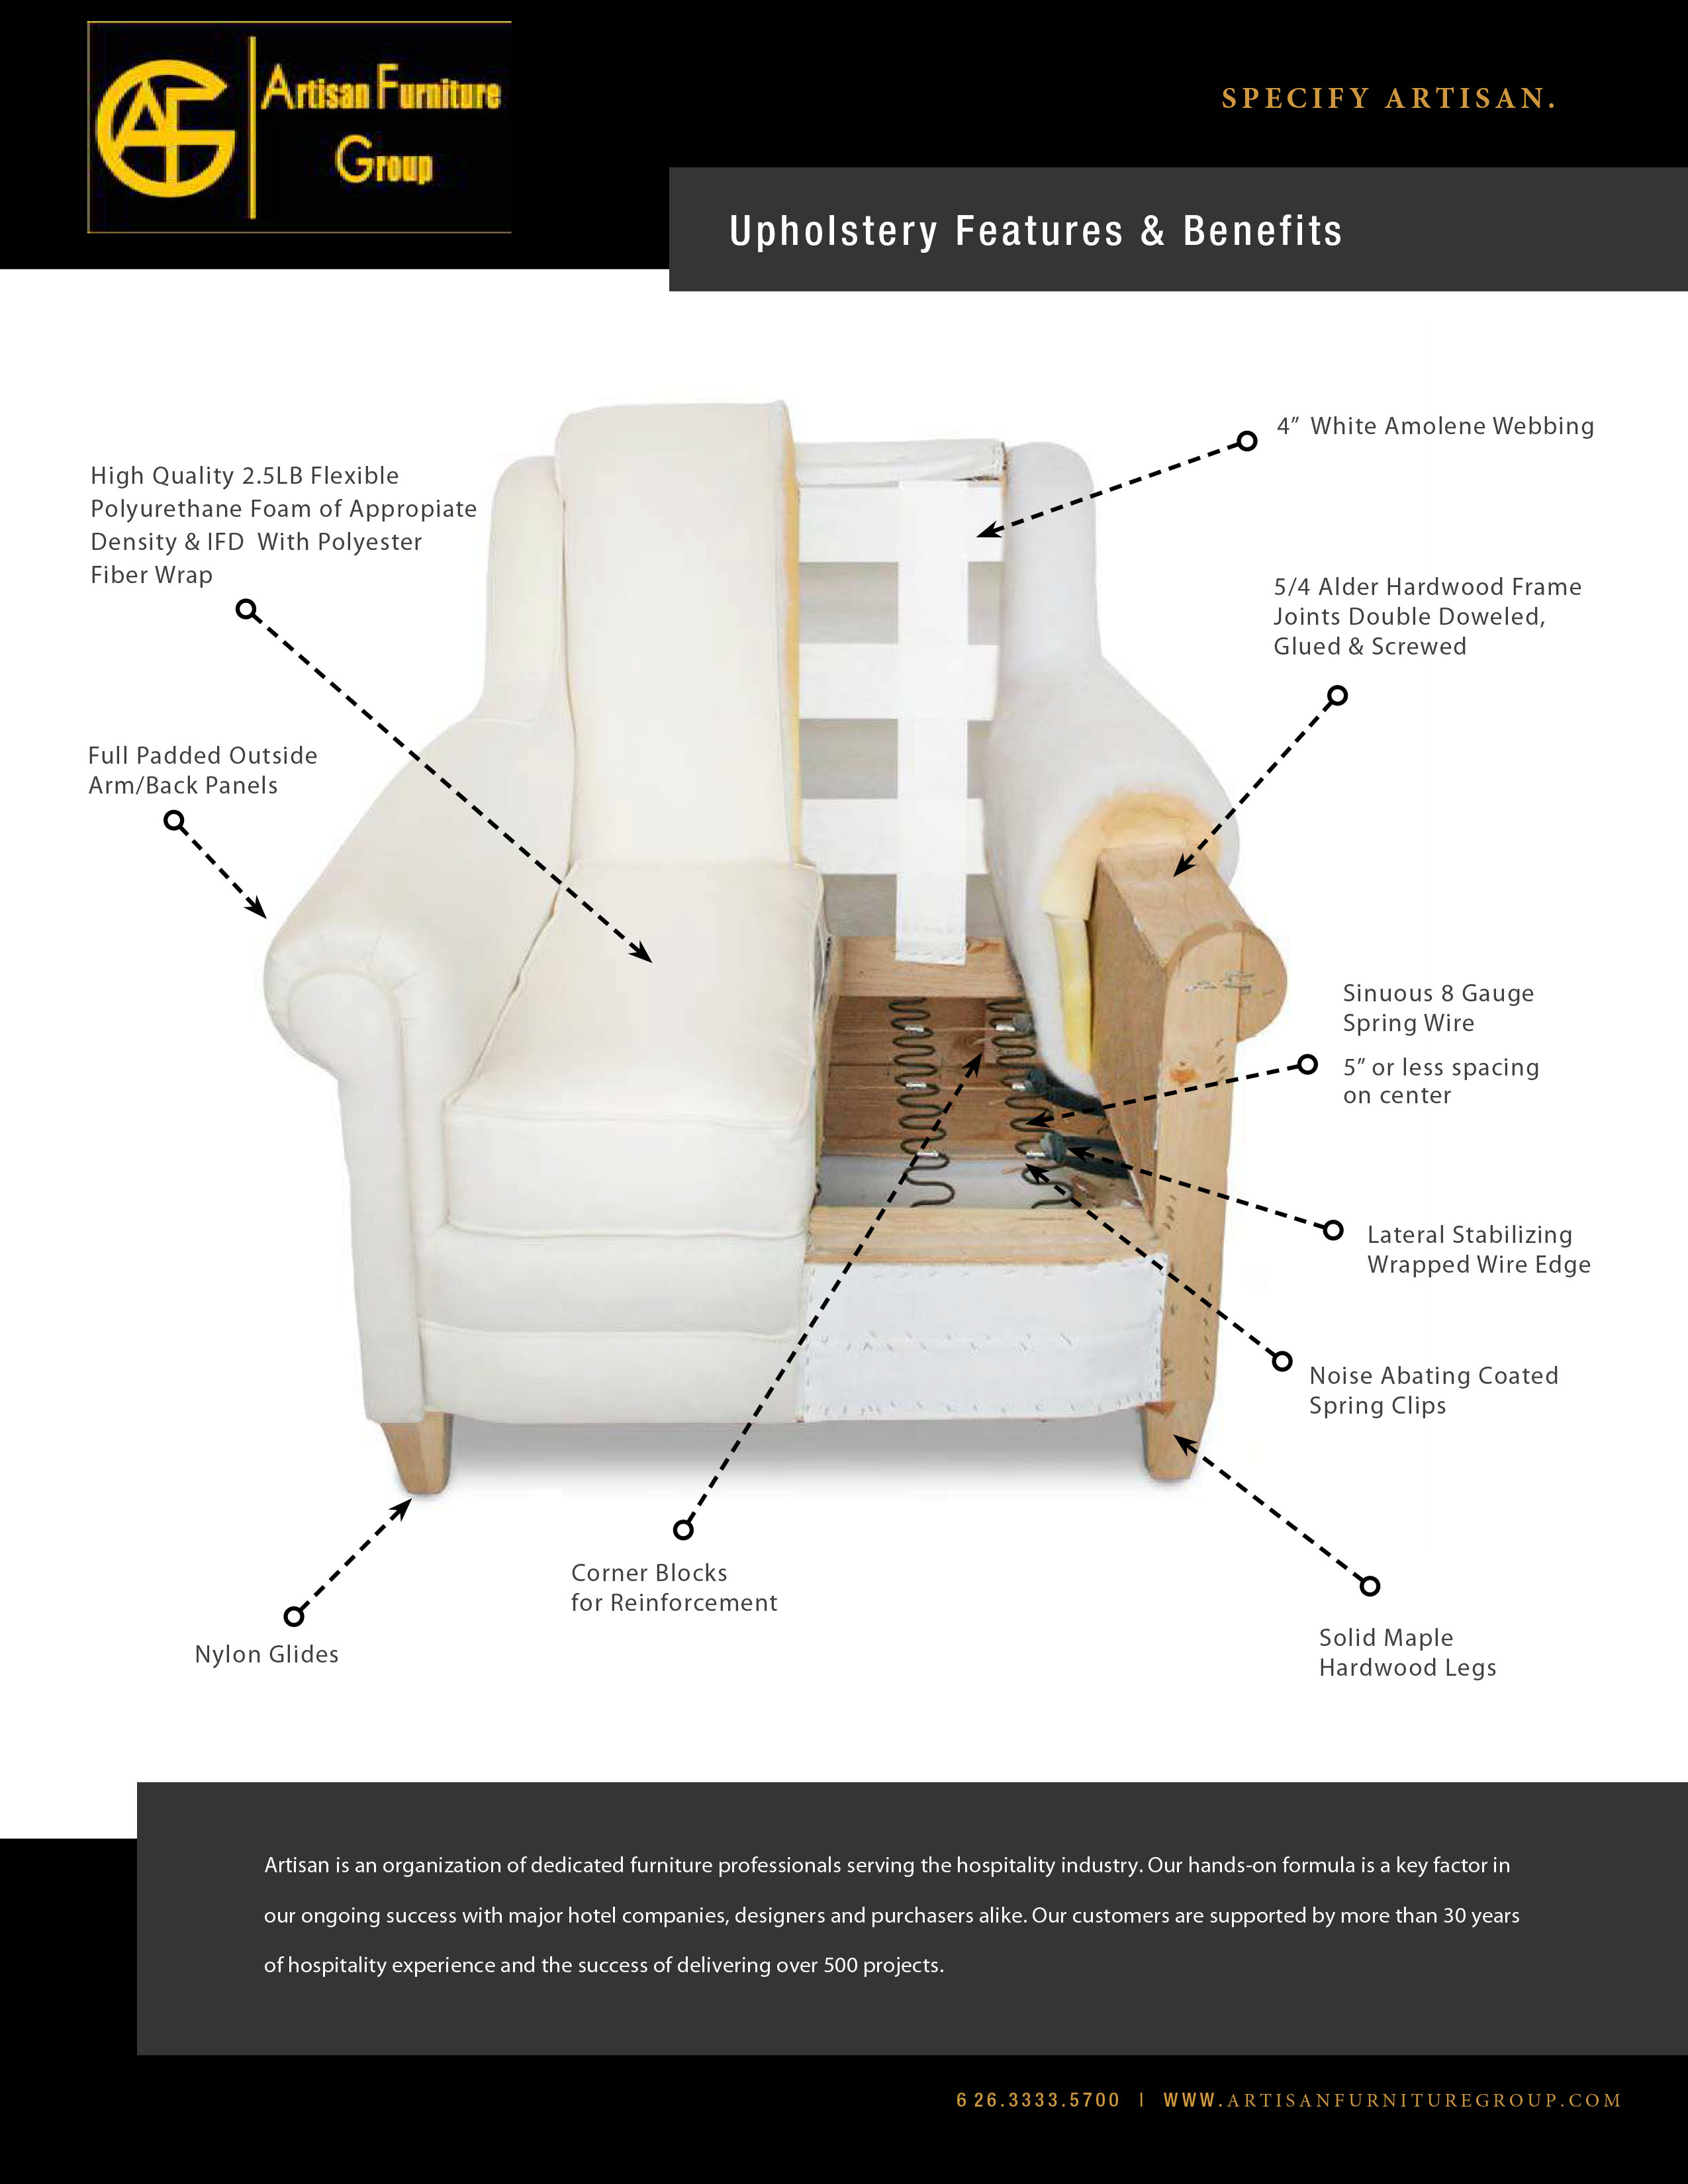 Artisan Furniture
Group
SPECIFY ARTISAN.
Upholstery Features & Benefits
4” White Amolene Webbing
High Quality 2.5LB Flexible
Polyurethane Foam of Appropiate
Density & IFD With Polyester
Fiber Wrap
5/4 Alder Hardwood Frame
Joints Double Doweled,
Glued & Screwed
Full Padded Outside
Arm/Back Panels
Sinuous 8 Gauge
Spring Wire
5” or less spacing
on center
Lateral Stabilizing
Wrapped Wire Edge
Noise Abating Coated
Spring Clips
Corner Blocks
for Reinforcement
Nylon Glides
Solid Maple
Hardwood Legs
Artisan is an organization of dedicated furniture professionals serving the hospitality industry. Our hands-on formula is a key factor in
our ongoing success with major hotel companies, designers and purchasers alike. Our customers are supported by more than 30 years
of hospitality experience and the success of delivering over 500 projects.
6 26.3333.5700 | WWW.ARTISANFURNITUREGROUP.COM